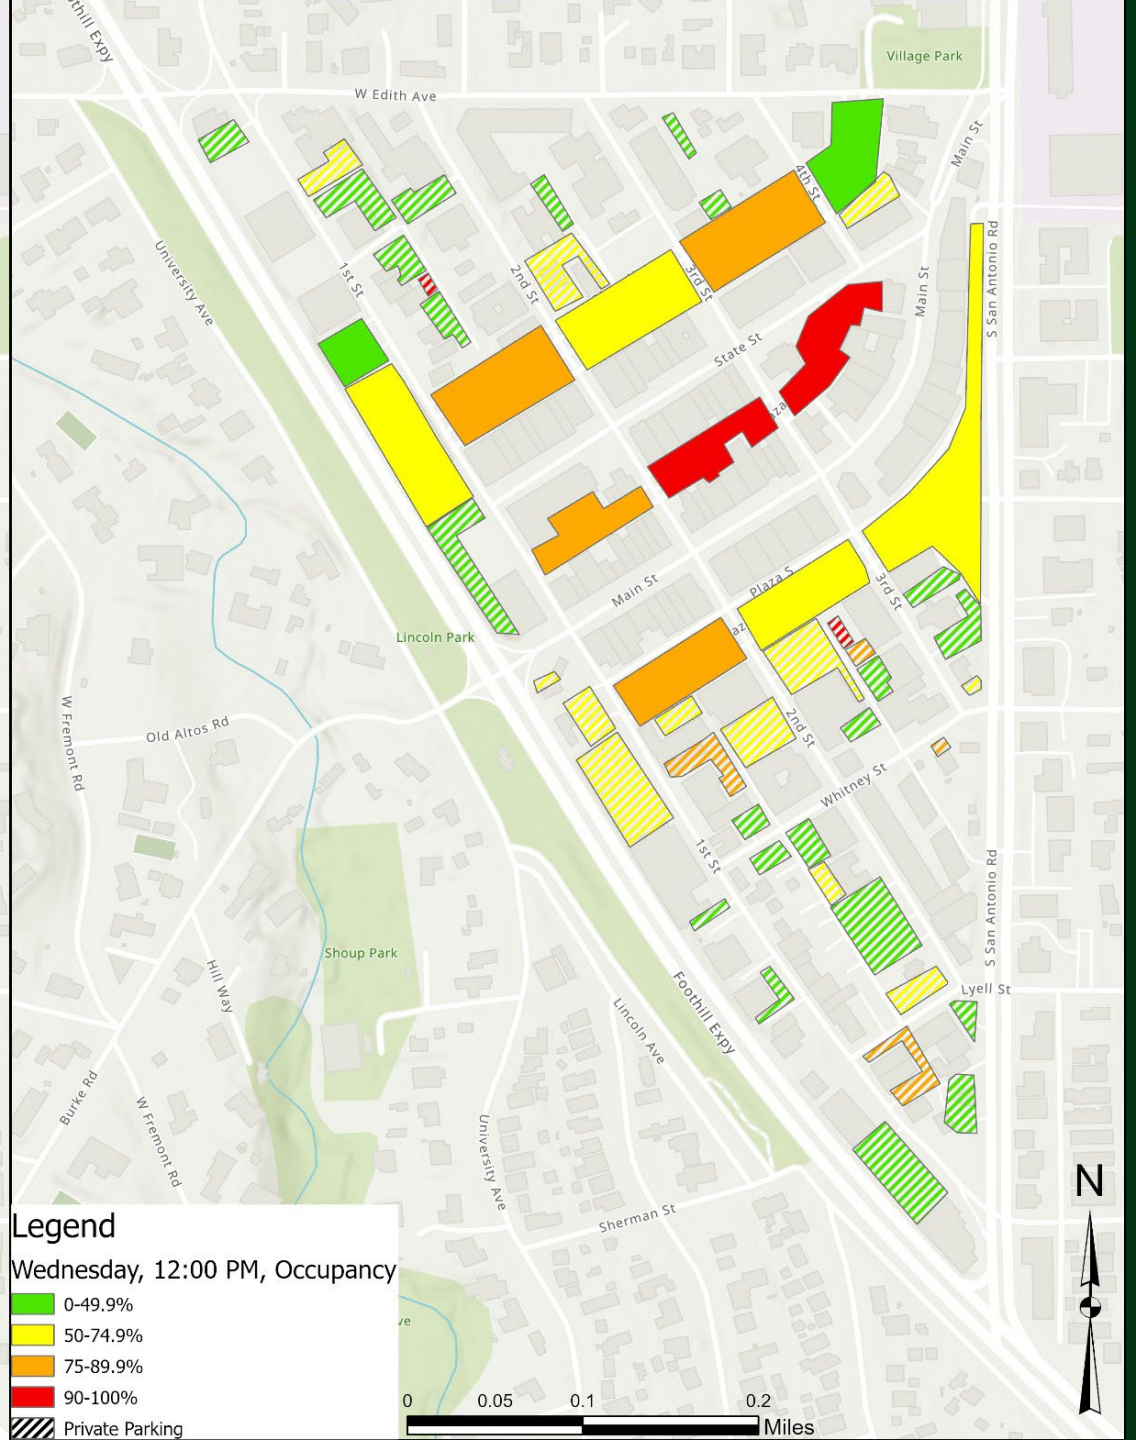 thill Expy
Village Park
W Edith Ave
Main St
4th St
University Ave
S San Antonio Rd
1st St
2nd St
3rd St
Main St
State St
aza
Plaza S
3rd St
Main St
az
Lincoln Park
W Fremont Rd
Old Altos Rd
2nd St
Whitney St
1st St
S San Antonio Rd
Shoup Park
Hill Way
Foothill Expy
Lyell St
Lincoln Ave
Burke Rd
W Fremont Rd
University Ave
Sherman St
N
Legend
Wednesday, 12:00 PM, Occupancy
0-49.9%
50-74.9%
75-89.9%
90-100%
Private Parking
ve
0 0.05 0.1 0.2
Miles